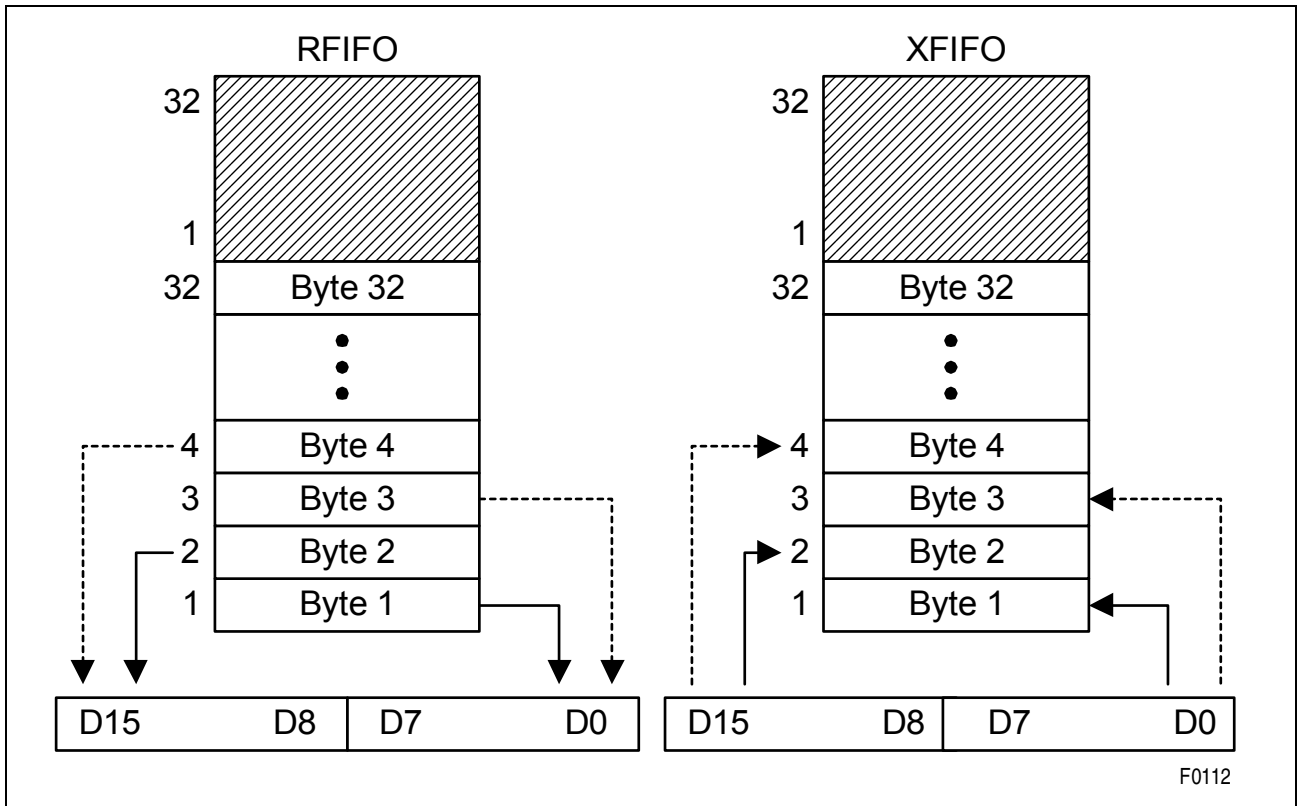 RFIFO XFIFO
32 32
1 1
32 Byte 32 32 Byte 32
4 Byte 4 4 Byte 4
3 Byte 3 3 Byte 3
2 Byte 2 2 Byte 2
1 Byte 1 1 Byte 1
D15 D8 D7 D0 D15 D8 D7 D0
F0112